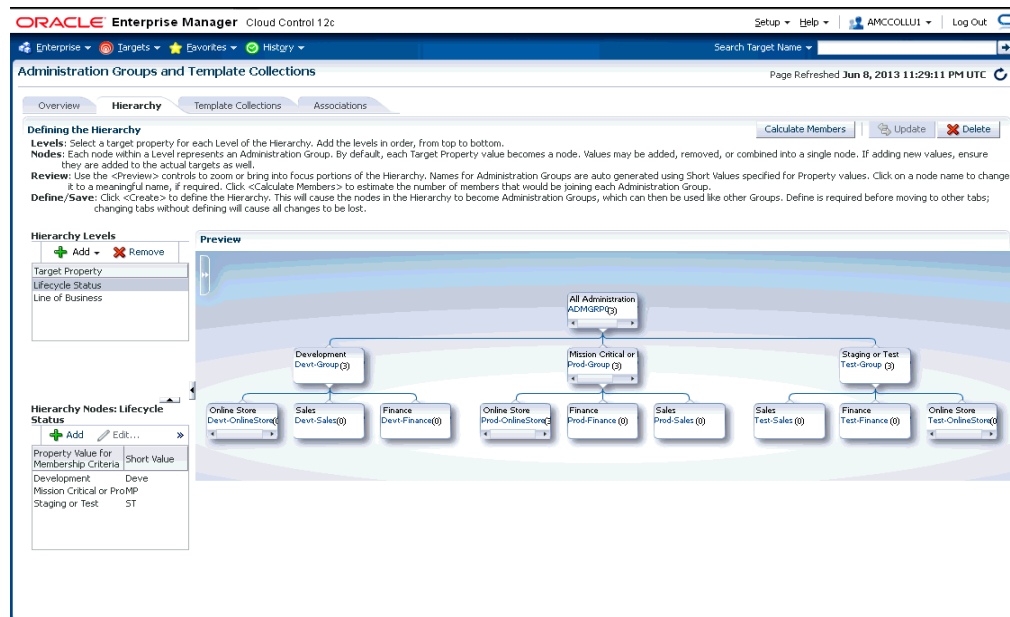 ORACLE Enterprise Manager Cloud Control 12c
Setup Help AMCCOLLU1 Log Out
Enterprise Targets Favorites History Search Target Name
Administration Groups and Template Collections
Page Refreshed Jun 8, 2013 11:29:11 PM UTC
Overview Hierarchy Template Collections Associations
Defining the Hierarchy
Calculate Members Update Delete
Levels: Select a target property for each Level of the Hierarchy. Add the levels in order, from top to bottom.
Nodes: Each node within a Level represents an Administration Group. By default, each Target Property value becomes a node. Values may be added, removed, or combined into a single node. If adding new values, ensure
they are added to the actual targets as well.
Review: Use the <Preview> controls to zoom or bring into focus portions of the Hierarchy. Names for Administration Groups are auto generated using Short Values specified for Property values. Click on a node name to change
it to a meaningful name, if required. Click <Calculate Members> to estimate the number of members that would be joining each Administration Group.
Define/Save: Click <Create> to define the Hierarchy. This will cause the nodes in the Hierarchy to become Administration Groups, which can then be used like other Groups. Define is required before moving to other tabs;
changing tabs without defining will cause all changes to be lost.
Hierarchy Levels
Add Remove
Target Property
Lifecycle Status
Line of Business
Hierarchy Nodes: Lifecycle
Status
Add Edit... »
Property Value for
Membership Criteria Short Value
Development Deve
Mission Critical or Pro MP
Staging or Test ST
Preview
All Administration
ADMGRP0(3)
Development
Devt-Group (3)
Mission Critical or
Prod-Group (3)
Staging or Test
Test-Group (3)
Online Store
Devt-OnlineStore(
Sales
Devt-Sales(0)
Finance
Devt-Finance(0)
Online Store
Prod-OnlineStore(3
Finance
Prod-Finance (0)
Sales
Prod-Sales (0)
Sales
Test-Sales (0)
Finance
Test-Finance (0)
Online Store
Test-OnlineStore(0